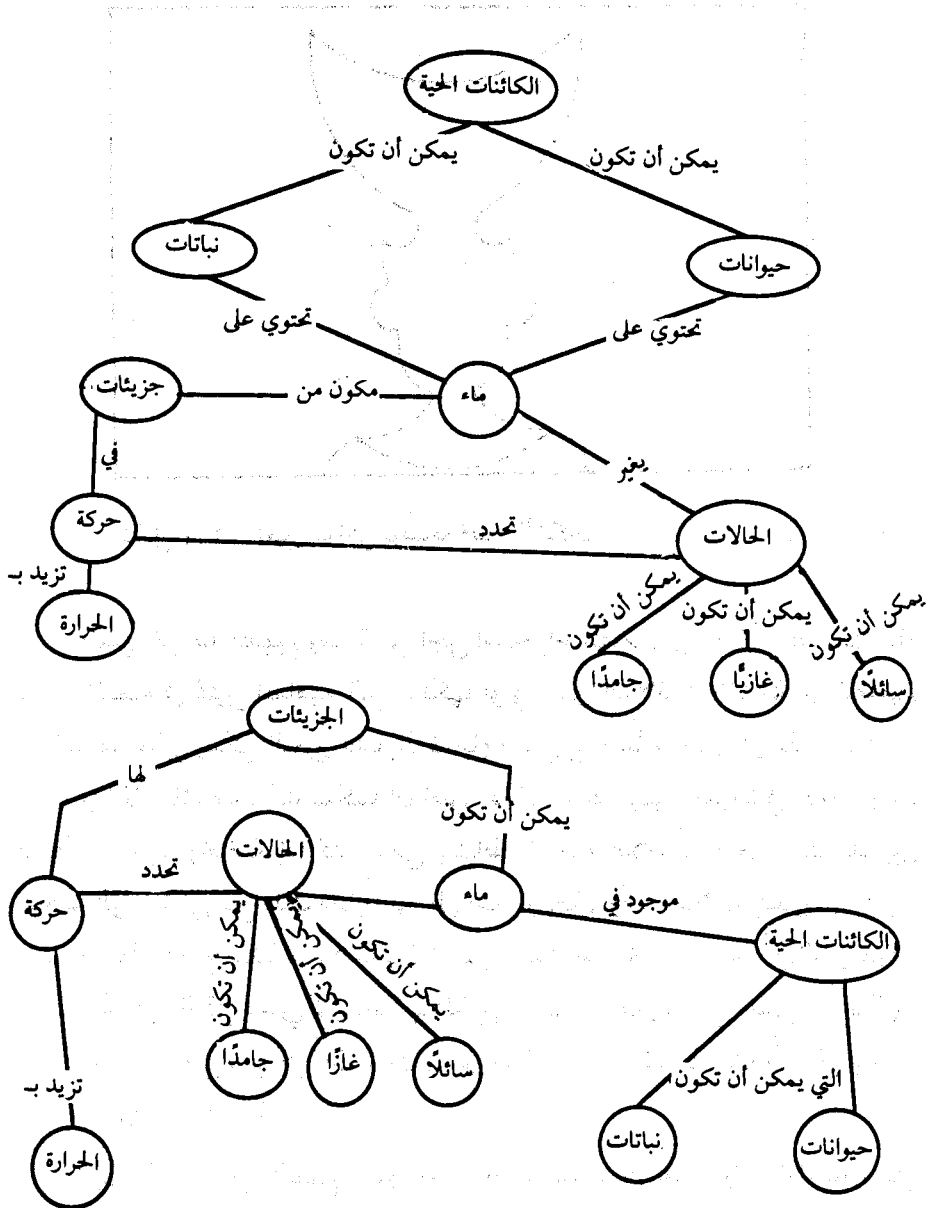 الكائنات الحية
يمكن أن تكون
يمكن أن تكون
نباتات
حيوانات
تحتوي على
تحتوي على
جزيئات
مكون من
ماء
في
يغير
حركة
تحدد
الحالات
تزيد بـ
الحرارة
يمكن أن تكون
يمكن أن تكون
يمكن أن تكون
جامدًا
غازيًّا
سائلًا
الجزيئات
لها
يمكن أن تكون
الحالات
تحدد
حركة
ماء
موجود في
الكائنات الحية
يمكن أن تكون
يمكن أن تكون
يمكن أن تكون
جامدًا
غازًا
سائلًا
تزيد بـ
التي يمكن أن تكون
نباتات
حيوانات
الحرارة